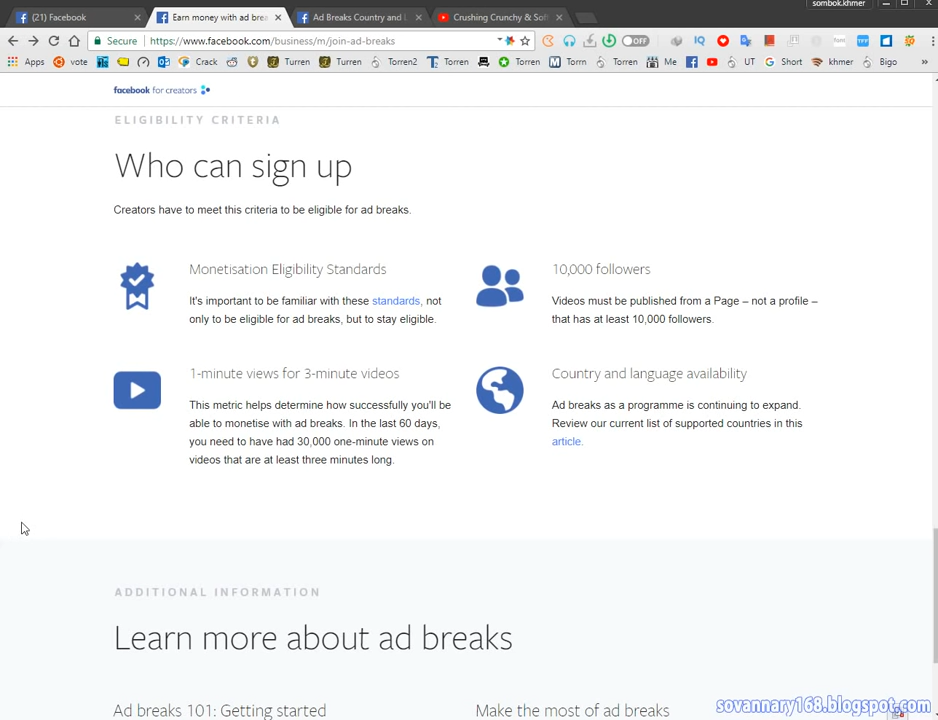 sombok.khmer
(21) Facebook
Earn money with ad brea
Ad Breaks Country and L
Crushing Crunchy & Sof
Secure
https://www.facebook.com/business/m/join-ad-breaks
OFF
IQ
Apps
vote
Crack
Turren
Turren
Torren2
Torren
Torren
Torrn
Torren
Me
UT
Short
khmer
Bigo
»
facebook for creators
ELIGIBILITY CRITERIA
Who can sign up
Creators have to meet this criteria to be eligible for ad breaks.
Monetisation Eligibility Standards
It's important to be familiar with these standards, not
only to be eligible for ad breaks, but to stay eligible.
10,000 followers
Videos must be published from a Page – not a profile –
that has at least 10,000 followers.
1-minute views for 3-minute videos
This metric helps determine how successfully you'll be
able to monetise with ad breaks. In the last 60 days,
you need to have had 30,000 one-minute views on
videos that are at least three minutes long.
Country and language availability
Ad breaks as a programme is continuing to expand.
Review our current list of supported countries in this
article.
ADDITIONAL INFORMATION
Learn more about ad breaks
Ad breaks 101: Getting started
Make the most of ad breaks
sovannary168.blogspot.com